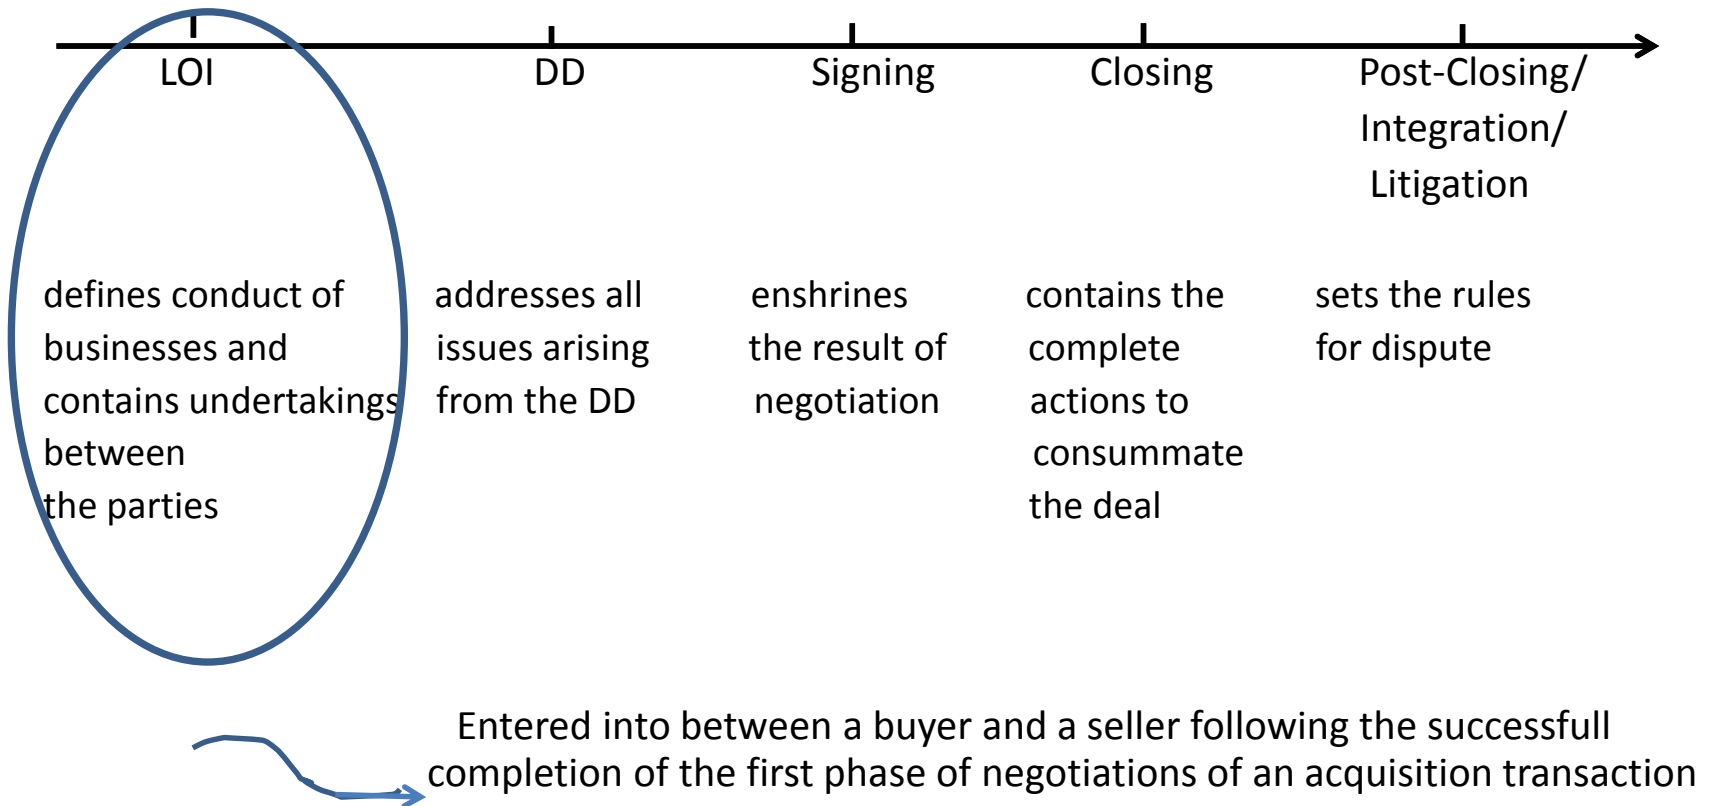 LOI
DD
Signing
Closing
Post-Closing/
Integration/
Litigation
defines conduct of
businesses and
contains undertakings
between
the parties
addresses all
issues arising
from the DD
enshrines
the result of
negotiation
contains the
complete
actions to
consummate
the deal
sets the rules
for dispute
Entered into between a buyer and a seller following the successfull
completion of the first phase of negotiations of an acquisition transaction